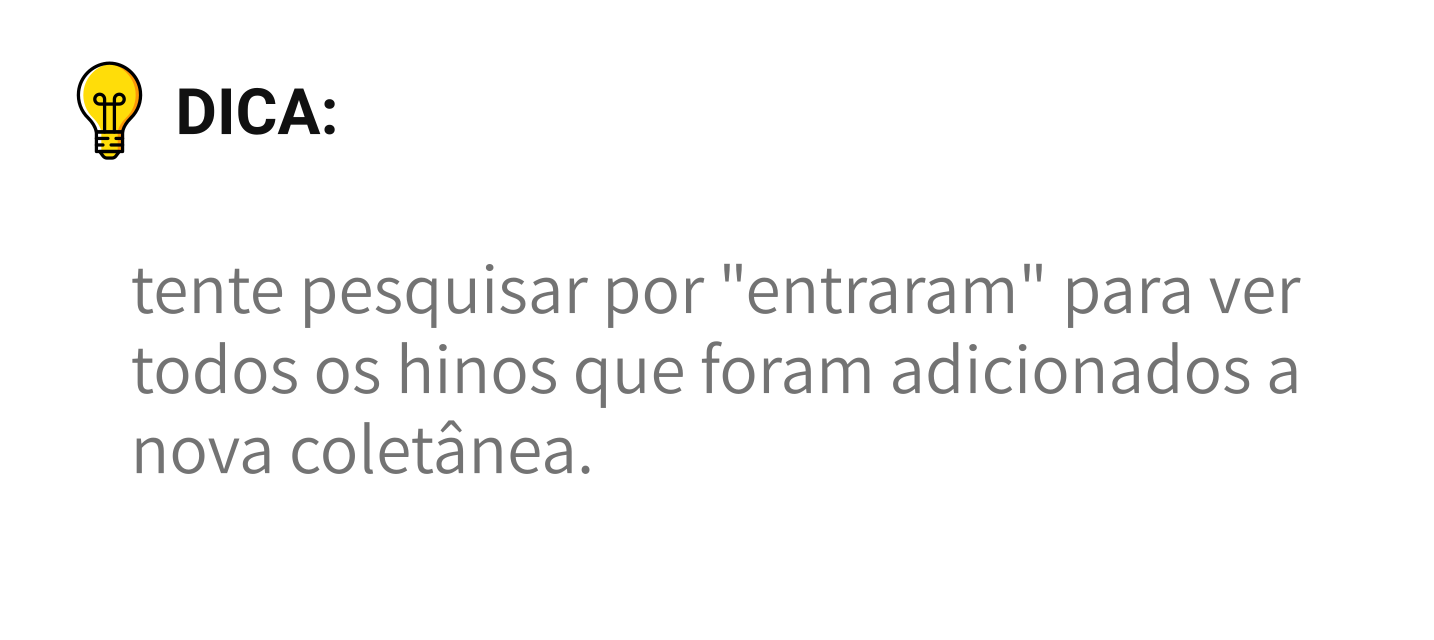 DICA:
tente pesquisar por "entraram" para ver
todos os hinos que foram adicionados a
nova coletânea.